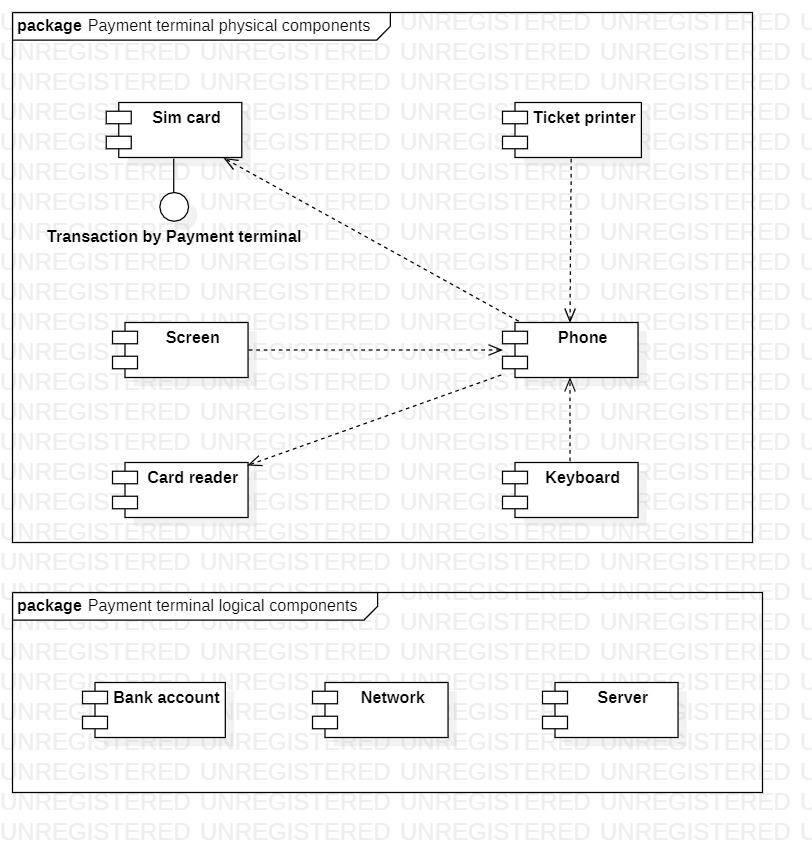 package Payment terminal physical components
Sim card
Ticket printer
Transaction by Payment terminal
Screen
Phone
Card reader
Keyboard
package Payment terminal logical components
Bank account
Network
Server
UNREGISTERED